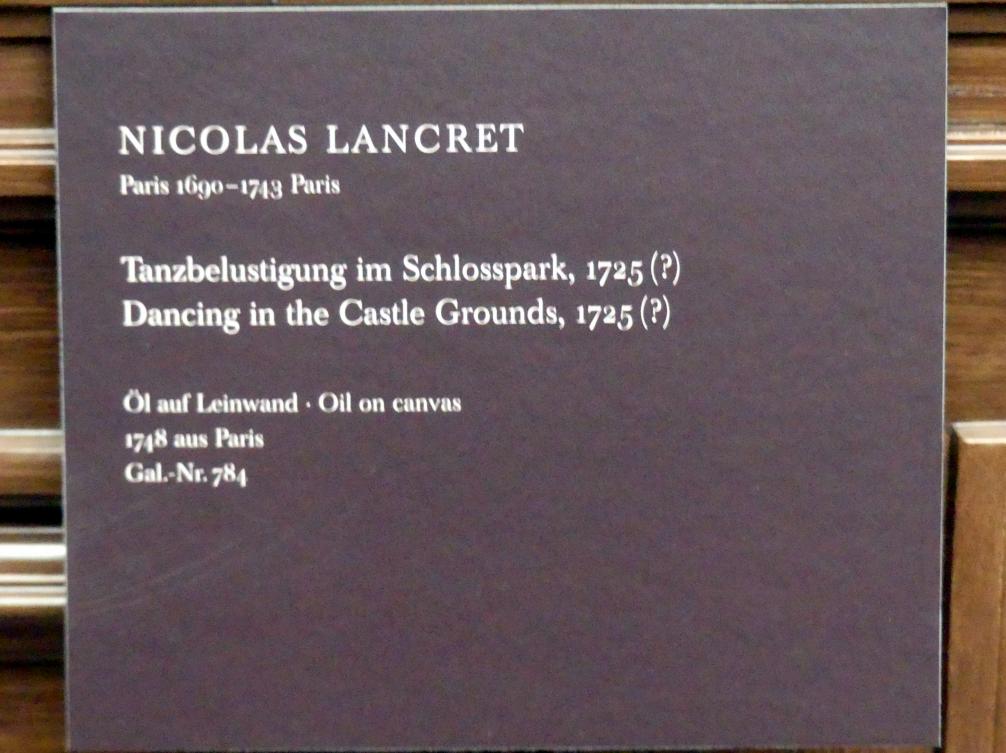 NICOLAS LANCRET
Paris 1690–1743 Paris
Tanzbelustigung im Schlosspark, 1725 (?)
Dancing in the Castle Grounds, 1725 (?)
Öl auf Leinwand · Oil on canvas
1748 aus Paris
Gal.-Nr. 784